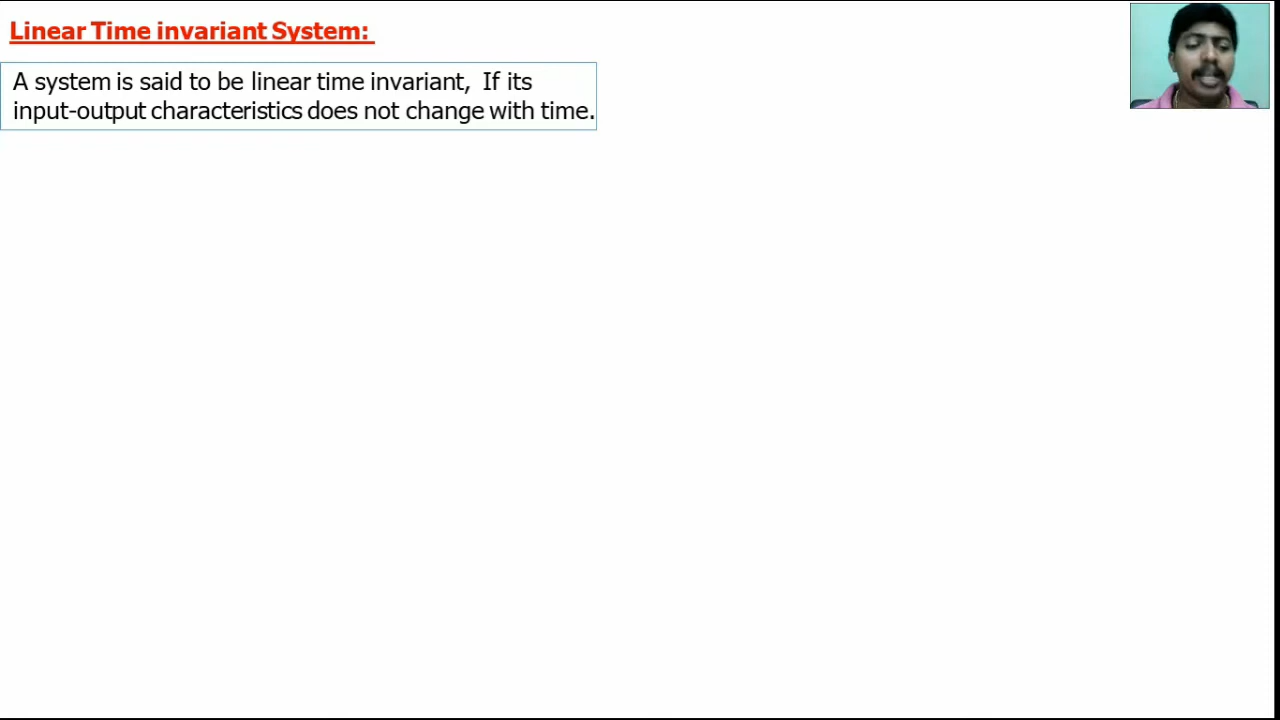 Linear Time invariant System:
A system is said to be linear time invariant, If its
input-output characteristics does not change with time.